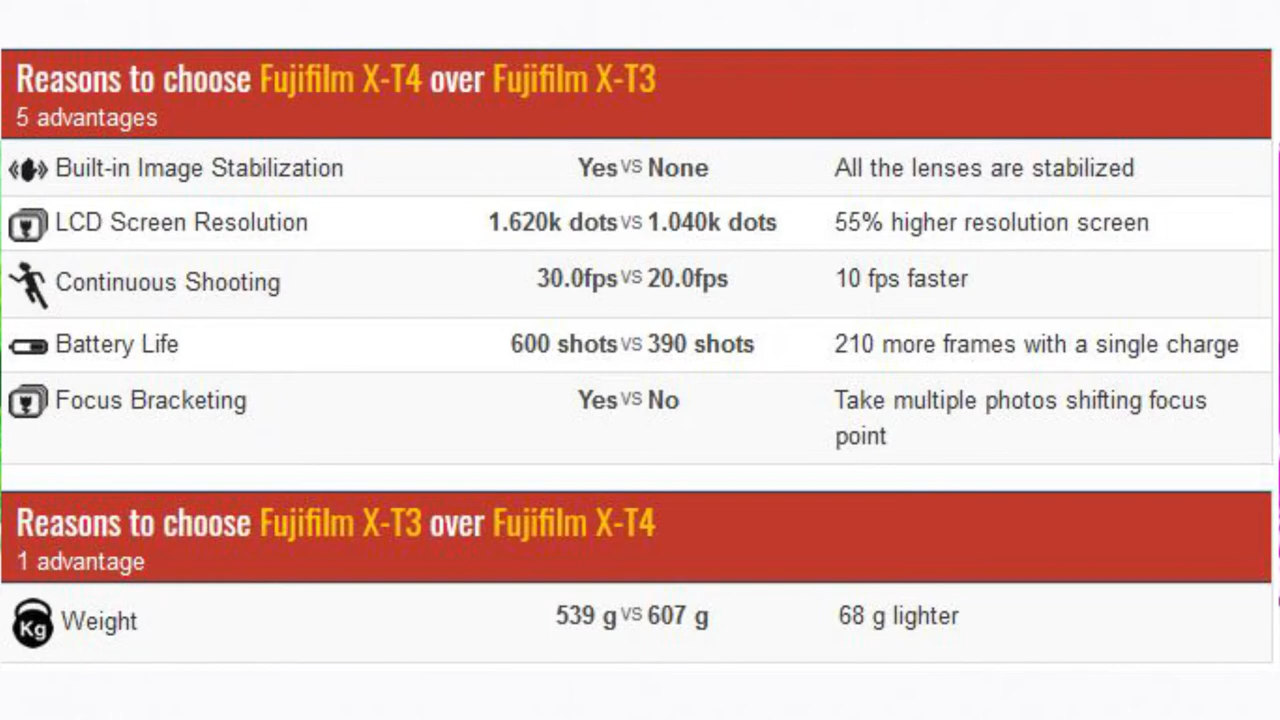 Reasons to choose Fujifilm X-T4 over Fujifilm X-T3
5 advantages
Built-in Image Stabilization Yes vs None All the lenses are stabilized
LCD Screen Resolution 1.620k dots vs 1.040k dots 55% higher resolution screen
Continuous Shooting 30.0fps vs 20.0fps 10 fps faster
Battery Life 600 shots vs 390 shots 210 more frames with a single charge
Focus Bracketing Yes vs No Take multiple photos shifting focus
point
Reasons to choose Fujifilm X-T3 over Fujifilm X-T4
1 advantage
Kg Weight 539 g vs 607 g 68 g lighter